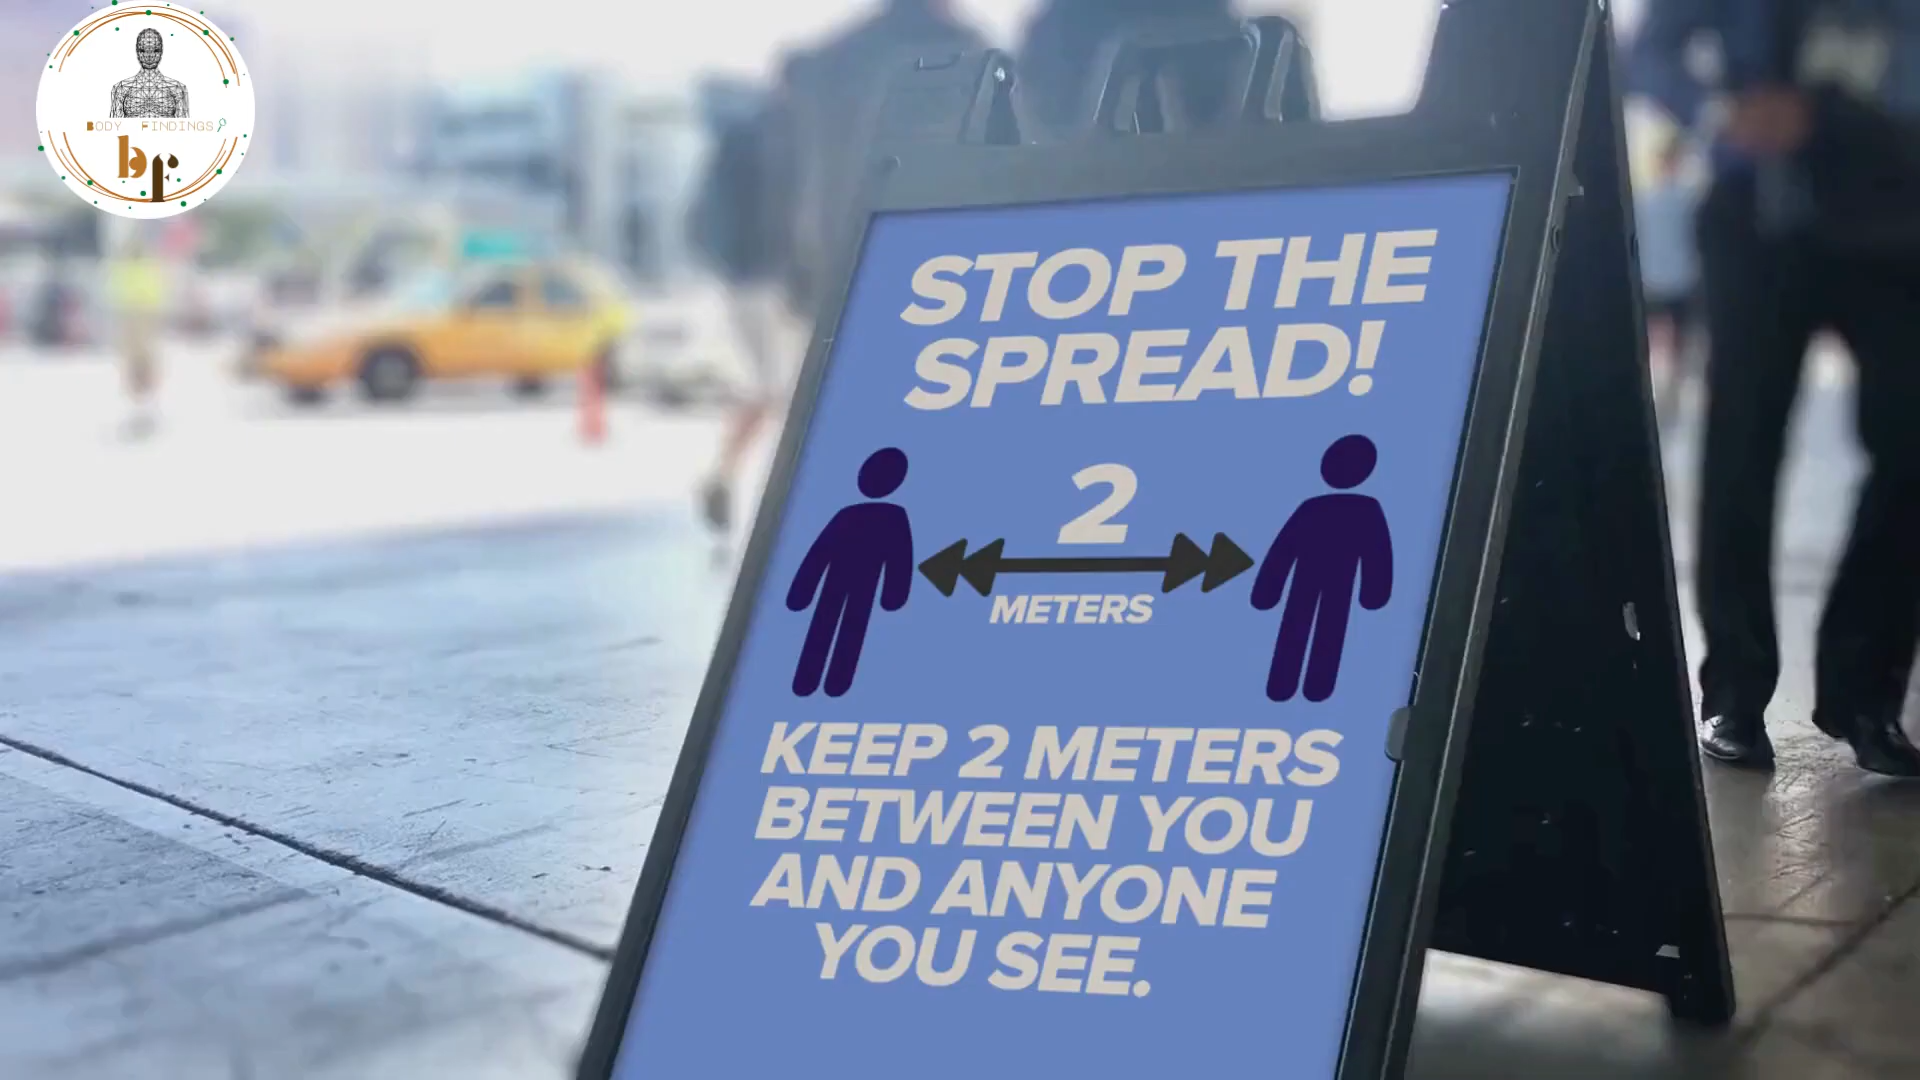 BODY FINDINGS
bf
STOP THE
SPREAD!
2
METERS
KEEP 2 METERS
BETWEEN YOU
AND ANYONE
YOU SEE.